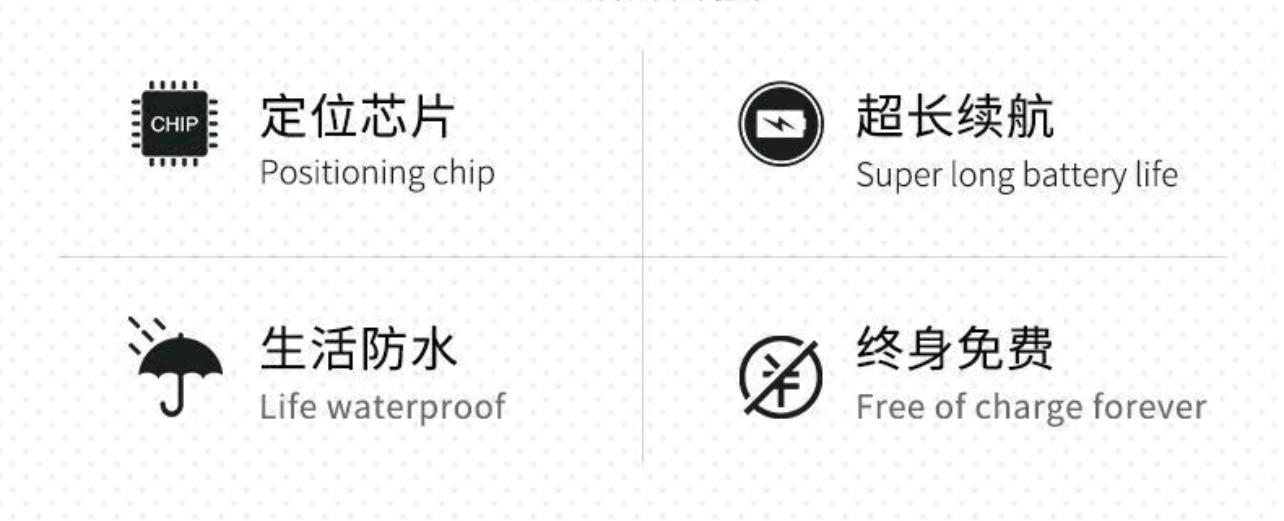 CHIP
定位芯片
Positioning chip
超长续航
Super long battery life
生活防水
Life waterproof
终身免费
Free of charge forever